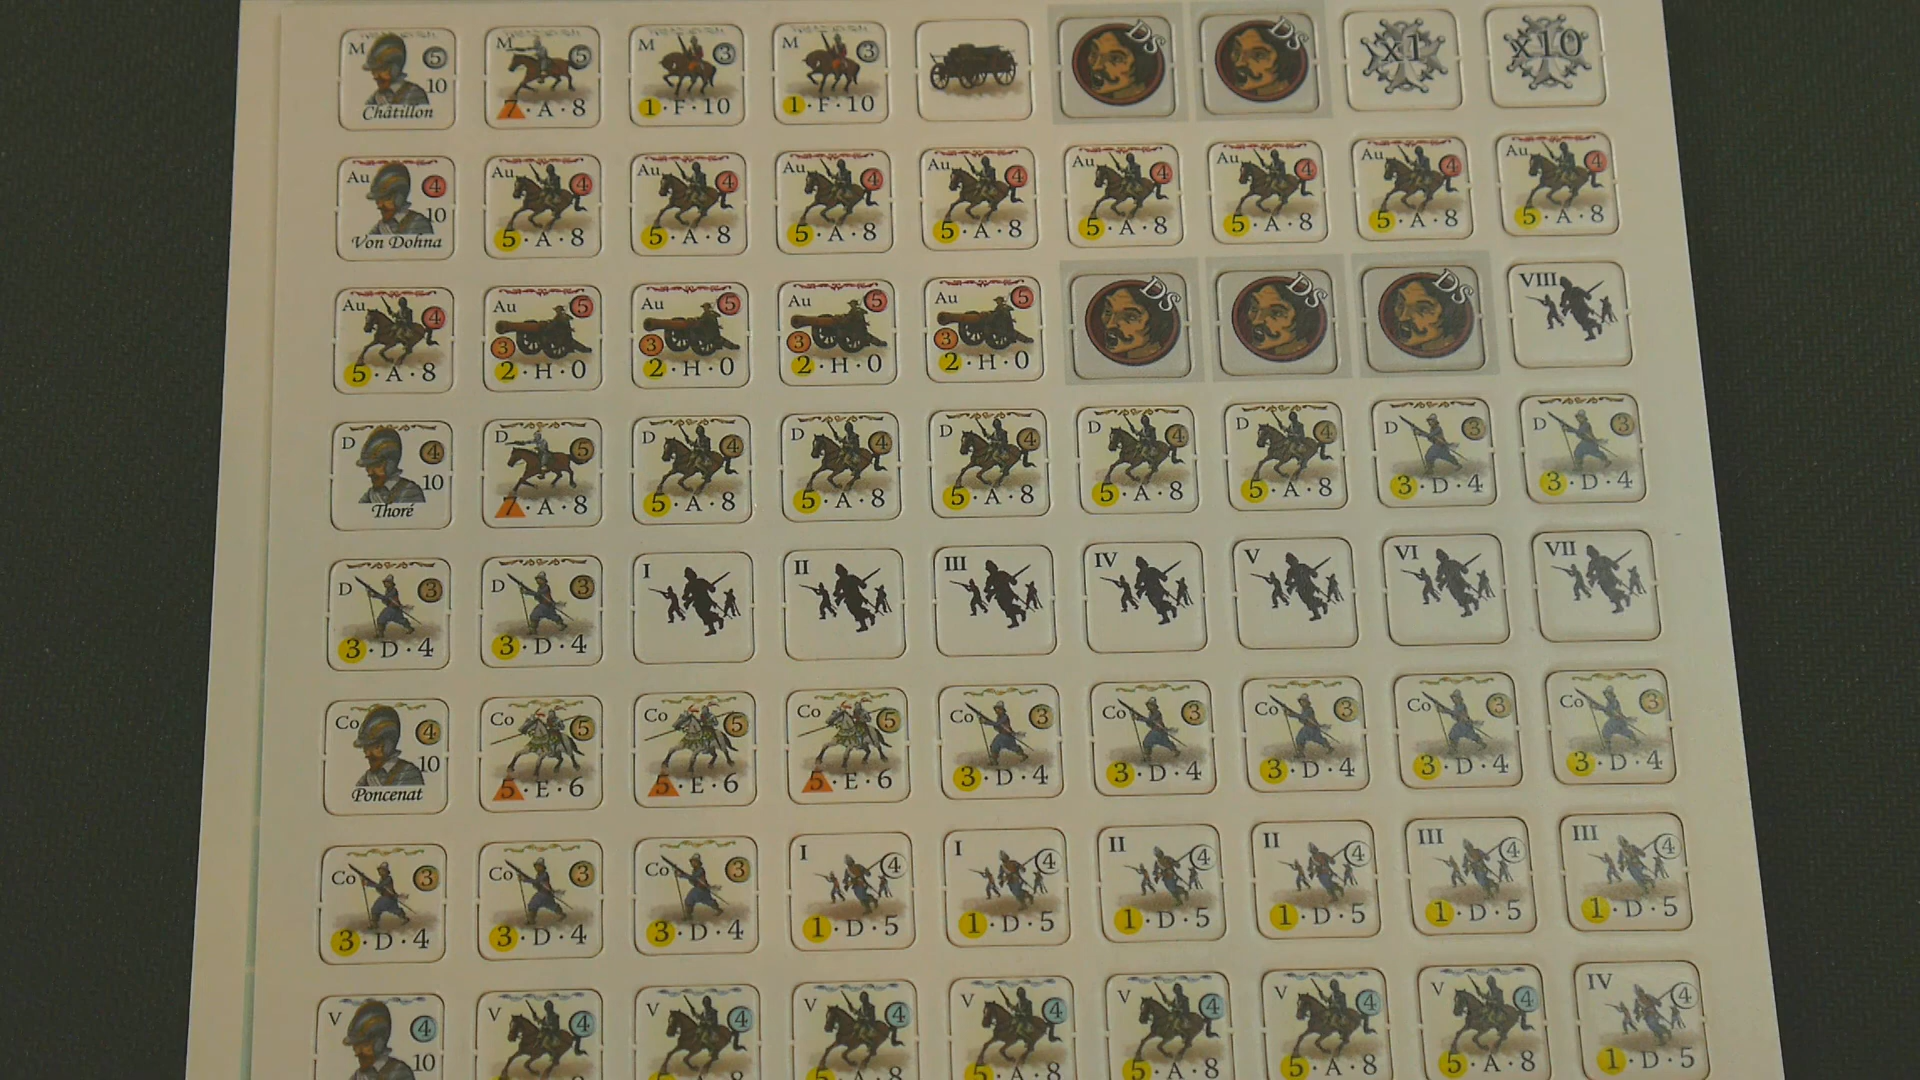 M 5 10 Châtillon
M 5 7·A·8
M 3 1·F·10
M 3 1·F·10
DS
DS
x1
x10
Au 4 10 Von Dohna
Au 4 5·A·8
Au 4 5·A·8
Au 4 5·A·8
Au 4 5·A·8
Au 4 5·A·8
Au 4 5·A·8
Au 4 5·A·8
Au 4 5·A·8
Au 4 5·A·8
Au 5 3 2·H·0
Au 5 3 2·H·0
Au 5 3 2·H·0
Au 5 3 2·H·0
DS
DS
DS
VIII
D 4 10 Thoré
D 5 7·A·8
D 4 5·A·8
D 4 5·A·8
D 4 5·A·8
D 4 5·A·8
D 4 5·A·8
D 3 3·D·4
D 3 3·D·4
D 3 3·D·4
D 3 3·D·4
I
II
III
IV
V
VI
VII
Co 4 10 Poncenat
Co 5 5·E·6
Co 5 5·E·6
Co 5 5·E·6
Co 3 3·D·4
Co 3 3·D·4
Co 3 3·D·4
Co 3 3·D·4
Co 3 3·D·4
Co 3 3·D·4
Co 3 3·D·4
Co 3 3·D·4
I 4 1·D·5
I 4 1·D·5
II 4 1·D·5
II 4 1·D·5
III 4 1·D·5
III 4 1·D·5
V 4 10
V 4 8
V 4 A·8
V 4 5·A·8
V 4 5·A·8
V 4 5·A·8
V 4 5·A·8
V 4 5·A·8
IV 4 1·D·5